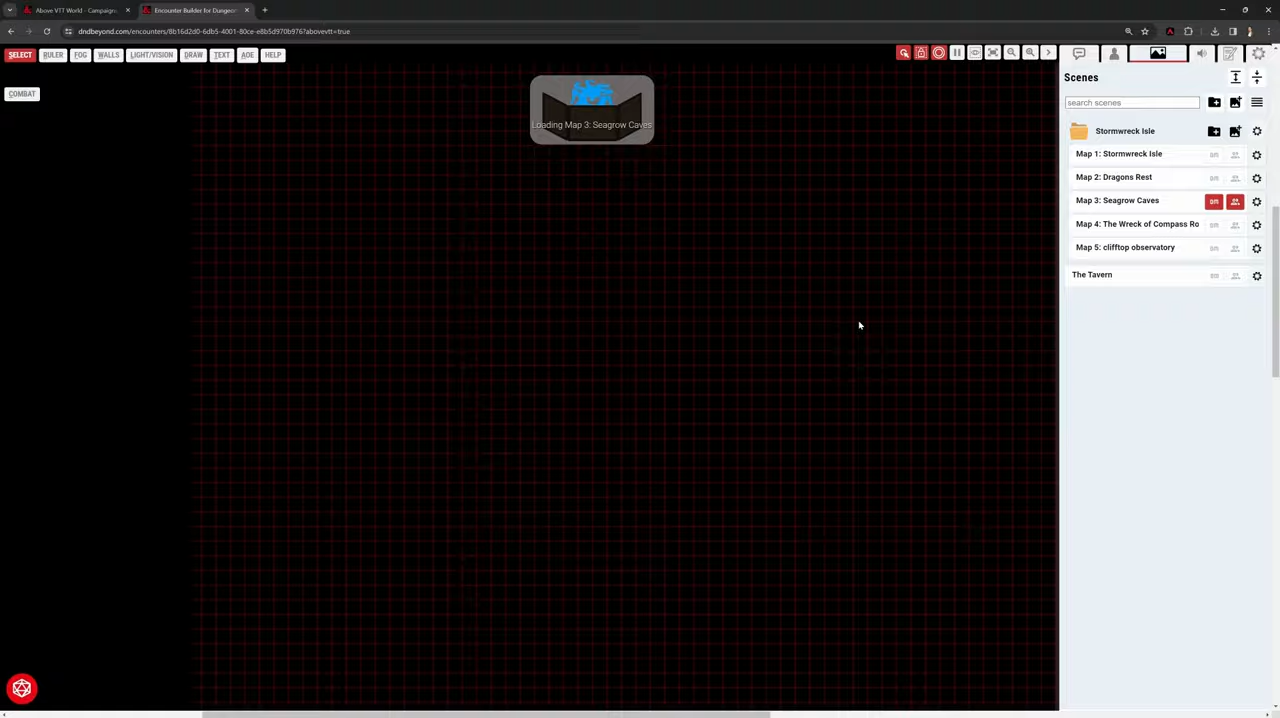 Above VTT World - Campaign
Encounter Builder for Dungeon
dndbeyond.com/encounters/8b16d2d0-6db5-4001-80ce-e8b5d970b976?abovevtt=true
SELECT RULER FOG WALLS LIGHT/VISION DRAW TEXT AOE HELP
COMBAT
Loading Map 3: Seagrow Caves
Scenes
search scenes
Stormwreck Isle
Map 1: Stormwreck Isle
Map 2: Dragons Rest
Map 3: Seagrow Caves
Map 4: The Wreck of Compass Ro
Map 5: clifftop observatory
The Tavern